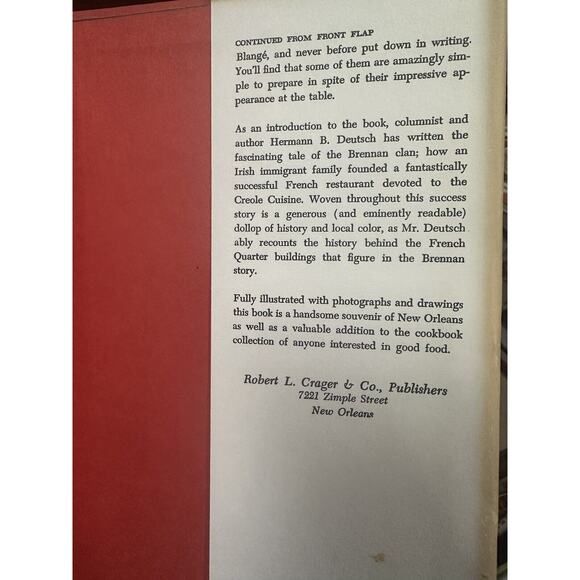 CONTINUED FROM FRONT FLAP
Blangé, and never before put down in writing.
You'll find that some of them are amazingly sim-
ple to prepare in spite of their impressive ap-
pearance at the table.
As an introduction to the book, columnist and
author Hermann B. Deutsch has written the
fascinating tale of the Brennan clan; how an
Irish immigrant family founded a fantastically
successful French restaurant devoted to the
Creole Cuisine. Woven throughout this success
story is a generous (and eminently readable)
dollop of history and local color, as Mr. Deutsch
ably recounts the history behind the French
Quarter buildings that figure in the Brennan
story.
Fully illustrated with photographs and drawings
this book is a handsome souvenir of New Orleans
as well as a valuable addition to the cookbook
collection of anyone interested in good food.
Robert L. Crager & Co., Publishers
7221 Zimple Street
New Orleans